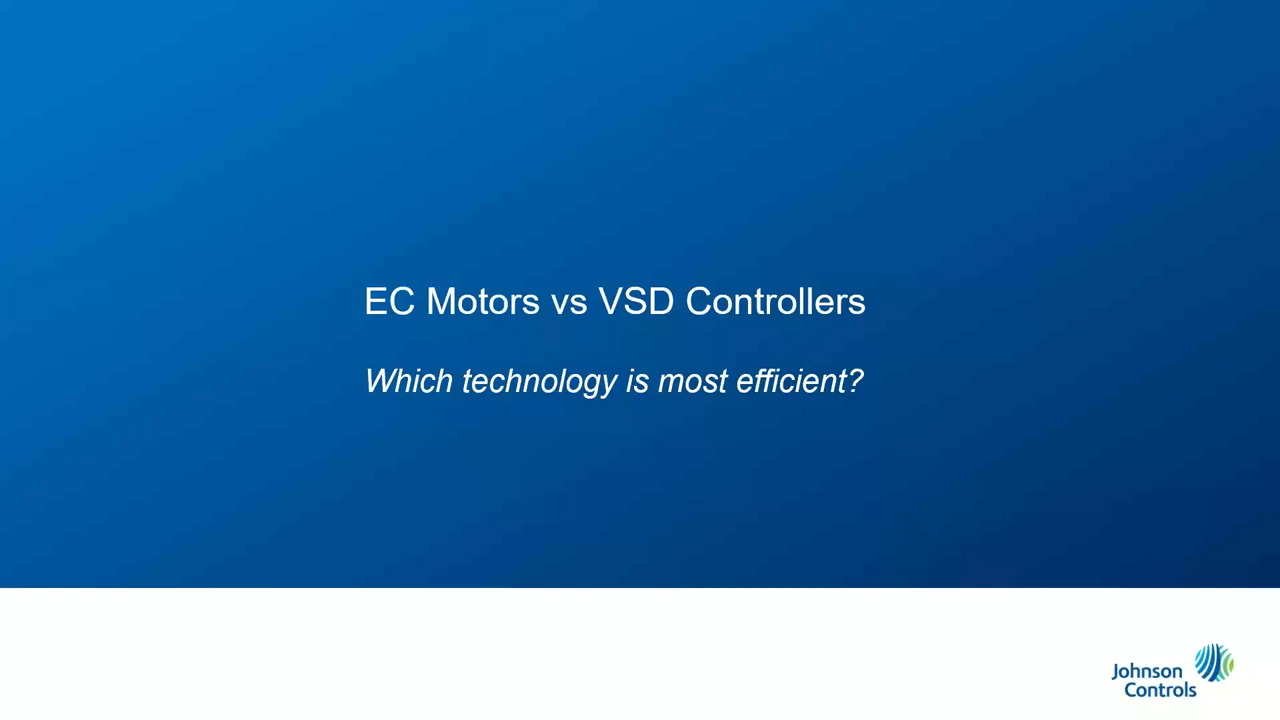 EC Motors vs VSD Controllers
Which technology is most efficient?
Johnson
Controls